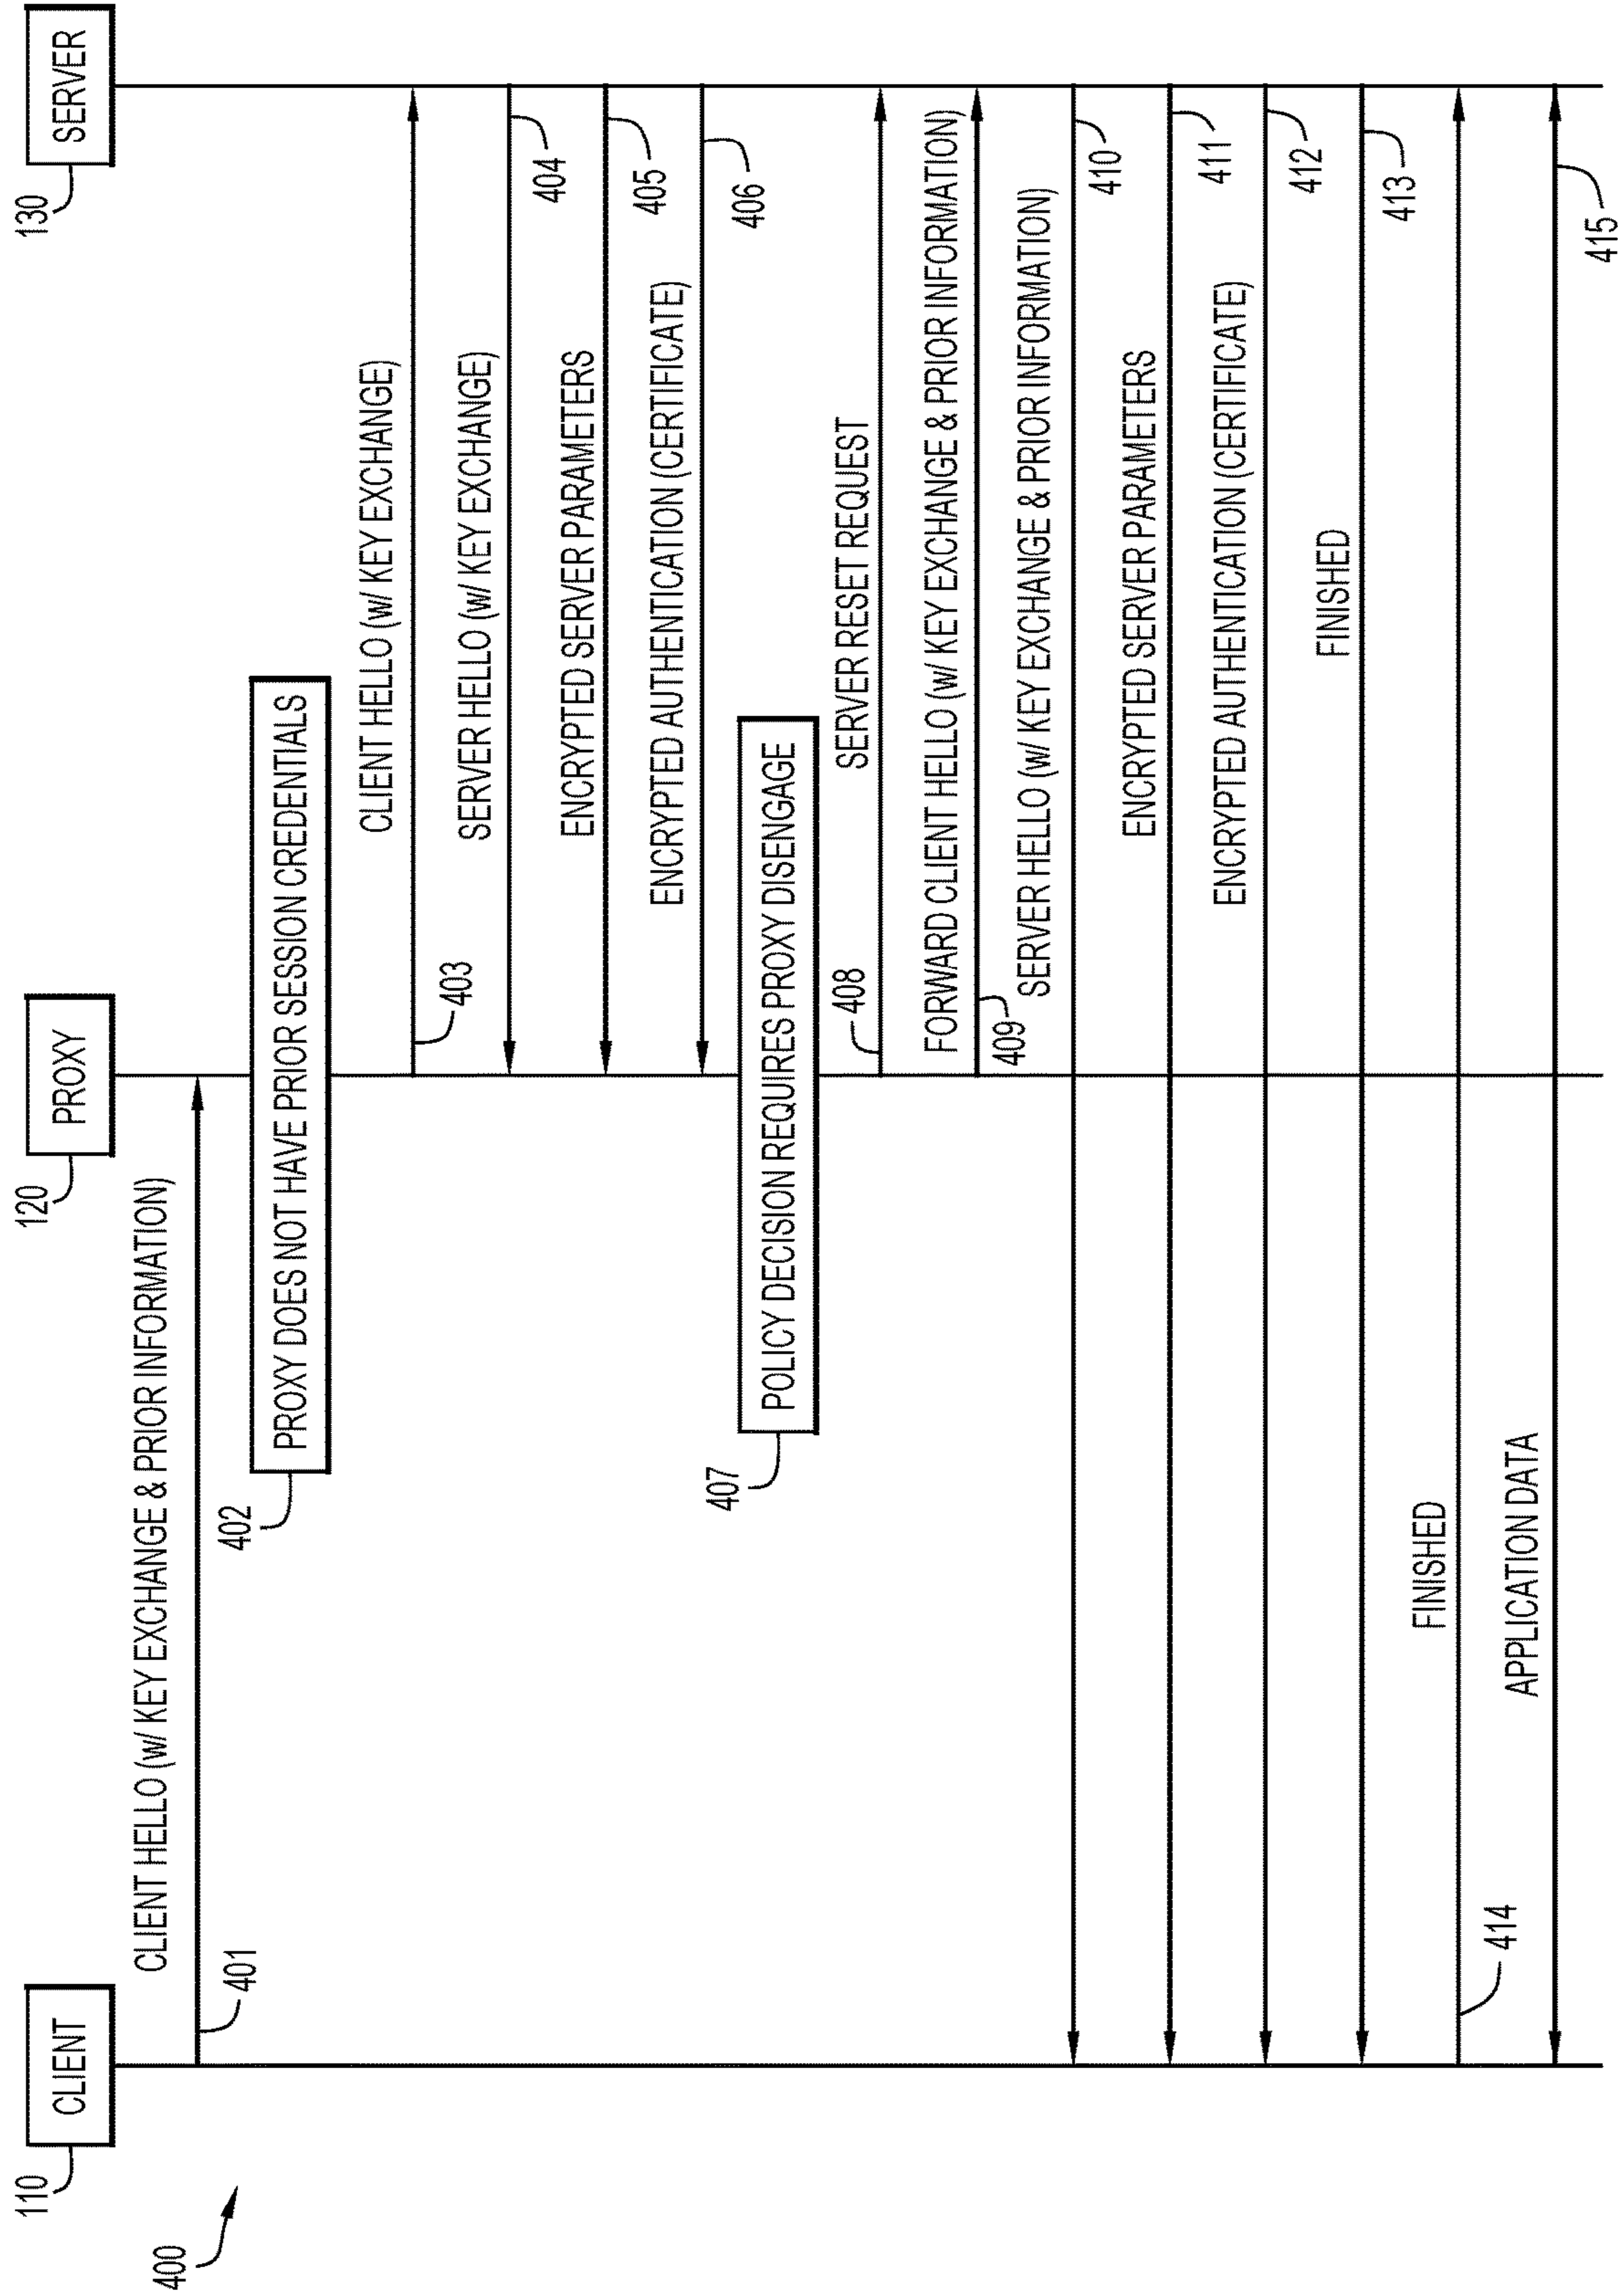 400
110
CLIENT
120
PROXY
130
SERVER
CLIENT HELLO (w/ KEY EXCHANGE & PRIOR INFORMATION)
401
402
PROXY DOES NOT HAVE PRIOR SESSION CREDENTIALS
CLIENT HELLO (w/ KEY EXCHANGE)
403
SERVER HELLO (w/ KEY EXCHANGE)
404
ENCRYPTED SERVER PARAMETERS
405
ENCRYPTED AUTHENTICATION (CERTIFICATE)
406
407
POLICY DECISION REQUIRES PROXY DISENGAGE
408
SERVER RESET REQUEST
FORWARD CLIENT HELLO (w/ KEY EXCHANGE & PRIOR INFORMATION)
409
SERVER HELLO (w/ KEY EXCHANGE & PRIOR INFORMATION)
410
ENCRYPTED SERVER PARAMETERS
411
ENCRYPTED AUTHENTICATION (CERTIFICATE)
412
FINISHED
413
FINISHED
414
APPLICATION DATA
415